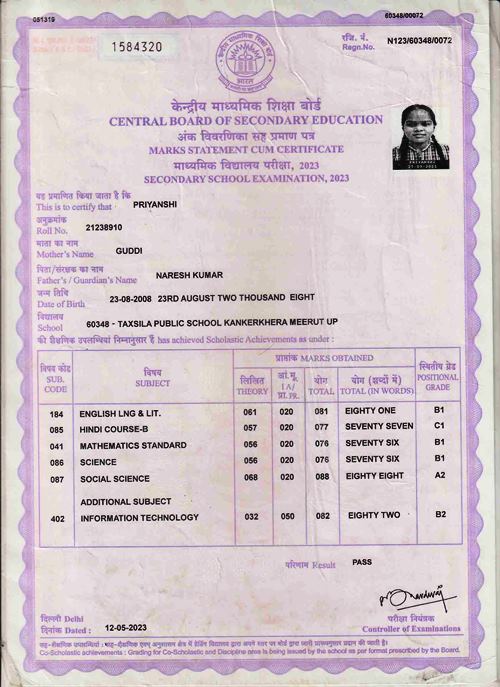 051319
60348/00072
1584320
रजि. नं.
Regn.No. N123/60348/0072
भारत
केन्द्रीय माध्यमिक शिक्षा बोर्ड
CENTRAL BOARD OF SECONDARY EDUCATION
अंक विवरणिका सह प्रमाण पत्र
MARKS STATEMENT CUM CERTIFICATE
माध्यमिक विद्यालय परीक्षा, 2023
SECONDARY SCHOOL EXAMINATION, 2023
PRIYANSHI
यह प्रमाणित किया जाता है कि
This is to certify that PRIYANSHI
अनुक्रमांक
Roll No. 21238910
माता का नाम
Mother's Name GUDDI
पिता/संरक्षक का नाम
Father's / Guardian's Name NARESH KUMAR
जन्म तिथि
Date of Birth 23-08-2008 23RD AUGUST TWO THOUSAND EIGHT
विद्यालय
School 60348 - TAXSILA PUBLIC SCHOOL KANKERKHERA MEERUT UP
की शैक्षणिक उपलब्धियां निम्नानुसार हैं has achieved Scholastic Achievements as under :
विषय कोड SUB. CODE
विषय SUBJECT
प्राप्तांक MARKS OBTAINED
लिखित THEORY
आं.मू. IA/ प्रा. PR.
योग TOTAL
योग (शब्दों में) TOTAL (IN WORDS)
स्थितीय ग्रेड POSITIONAL GRADE
184 ENGLISH LNG & LIT. 061 020 081 EIGHTY ONE B1
085 HINDI COURSE-B 057 020 077 SEVENTY SEVEN C1
041 MATHEMATICS STANDARD 056 020 076 SEVENTY SIX B1
086 SCIENCE 056 020 076 SEVENTY SIX B1
087 SOCIAL SCIENCE 068 020 088 EIGHTY EIGHT A2
ADDITIONAL SUBJECT
402 INFORMATION TECHNOLOGY 032 050 082 EIGHTY TWO B2
परिणाम Result PASS
दिल्ली Delhi
दिनांक Dated : 12-05-2023
परीक्षा नियंत्रक
Controller of Examinations
Co-Scholastic achievements : Grading for Co-Scholastic and Discipline area is being issued by the school as per format prescribed by the Board.